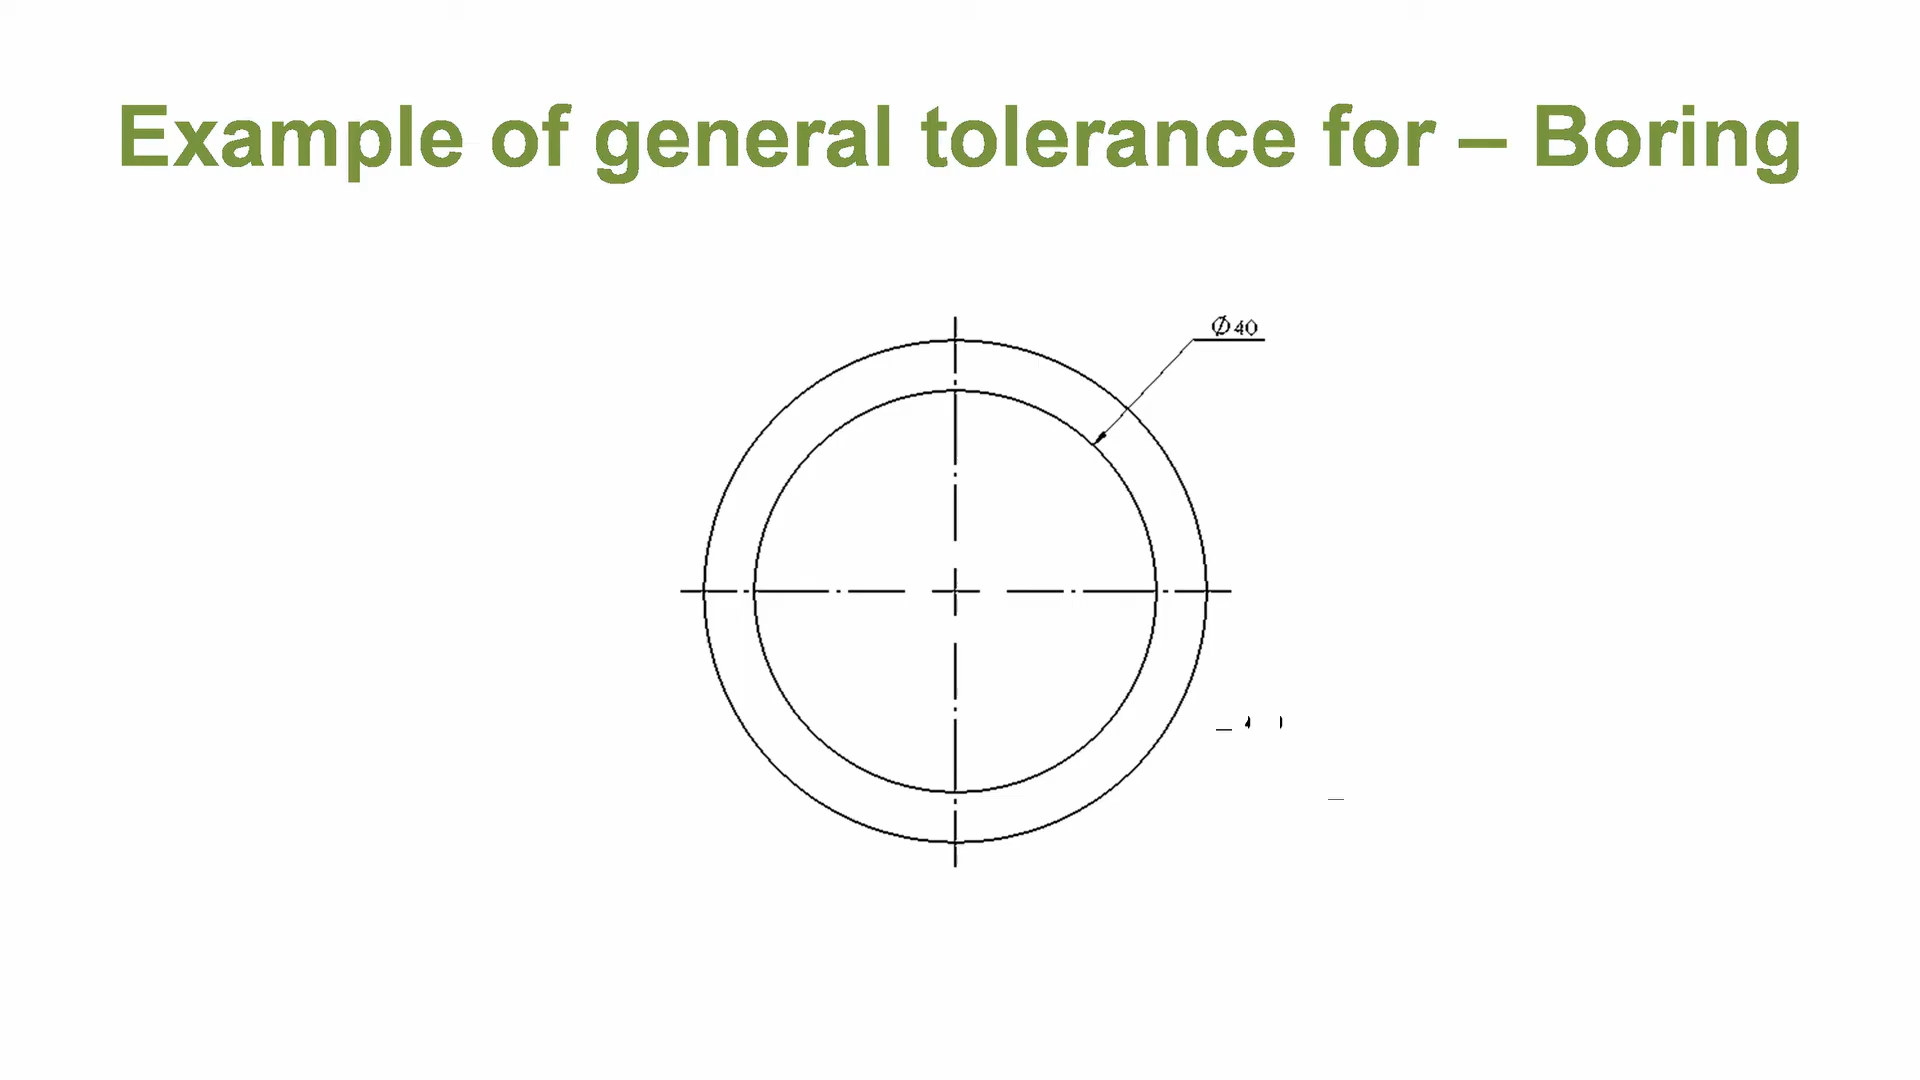 Example of general tolerance for – Boring
Ø40